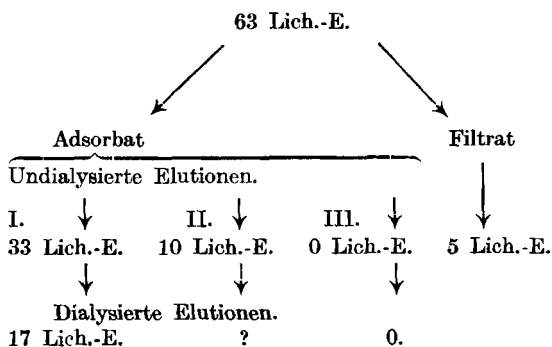 63 Lich.-E.
Adsorbat Filtrat
Undialysierte Elutionen.
I. II. III.
33 Lich.-E. 10 Lich.-E. 0 Lich.-E. 5 Lich.-E.
Dialysierte Elutionen.
17 Lich.-E. ? 0.